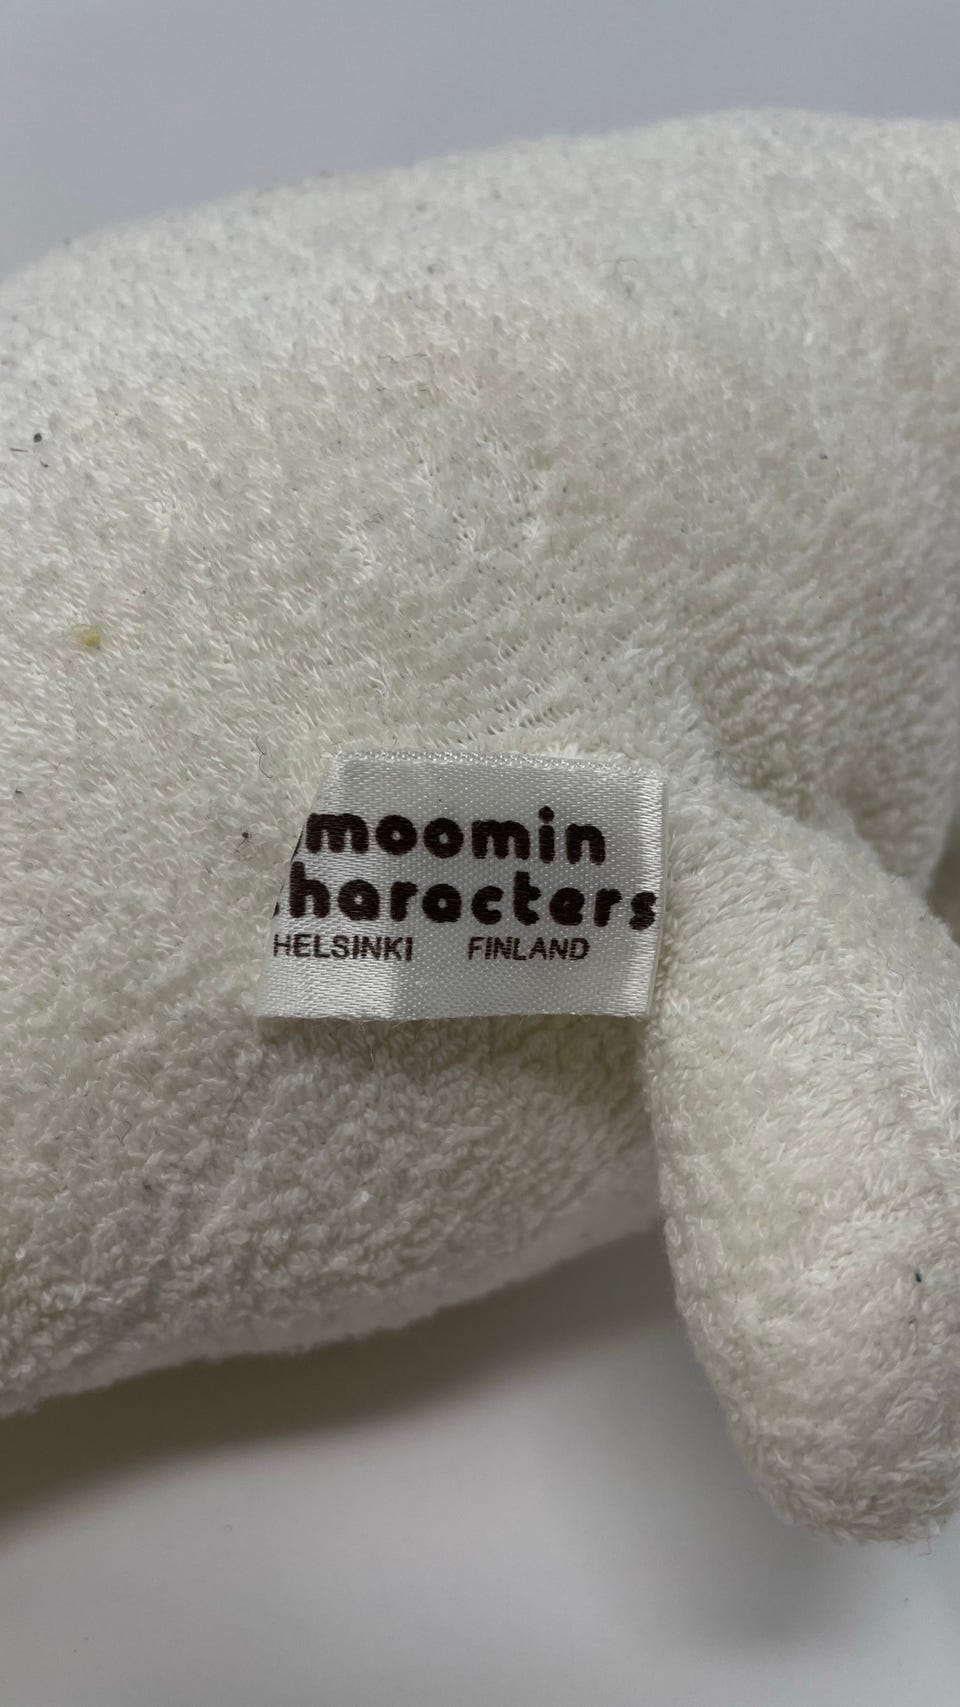 moomin
characters
HELSINKI FINLAND